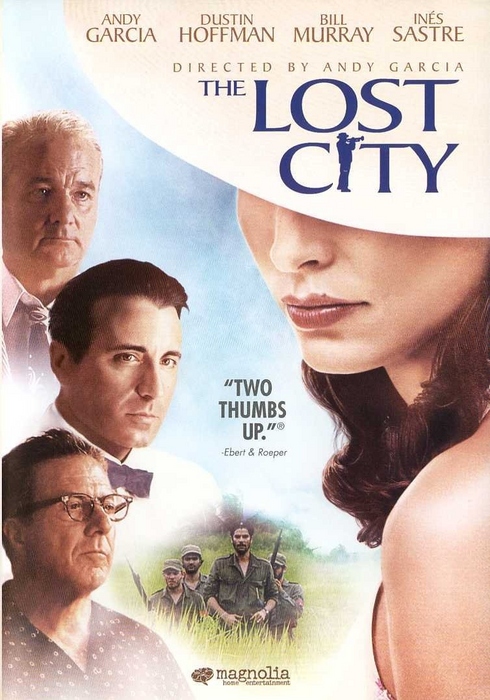 ANDY GARCIA
DUSTIN HOFFMAN
BILL MURRAY
INÉS SASTRE
DIRECTED BY ANDY GARCIA
THE LOST
CITY
“TWO
THUMBS
UP.”®
-Ebert & Roeper
magnolia
home entertainment